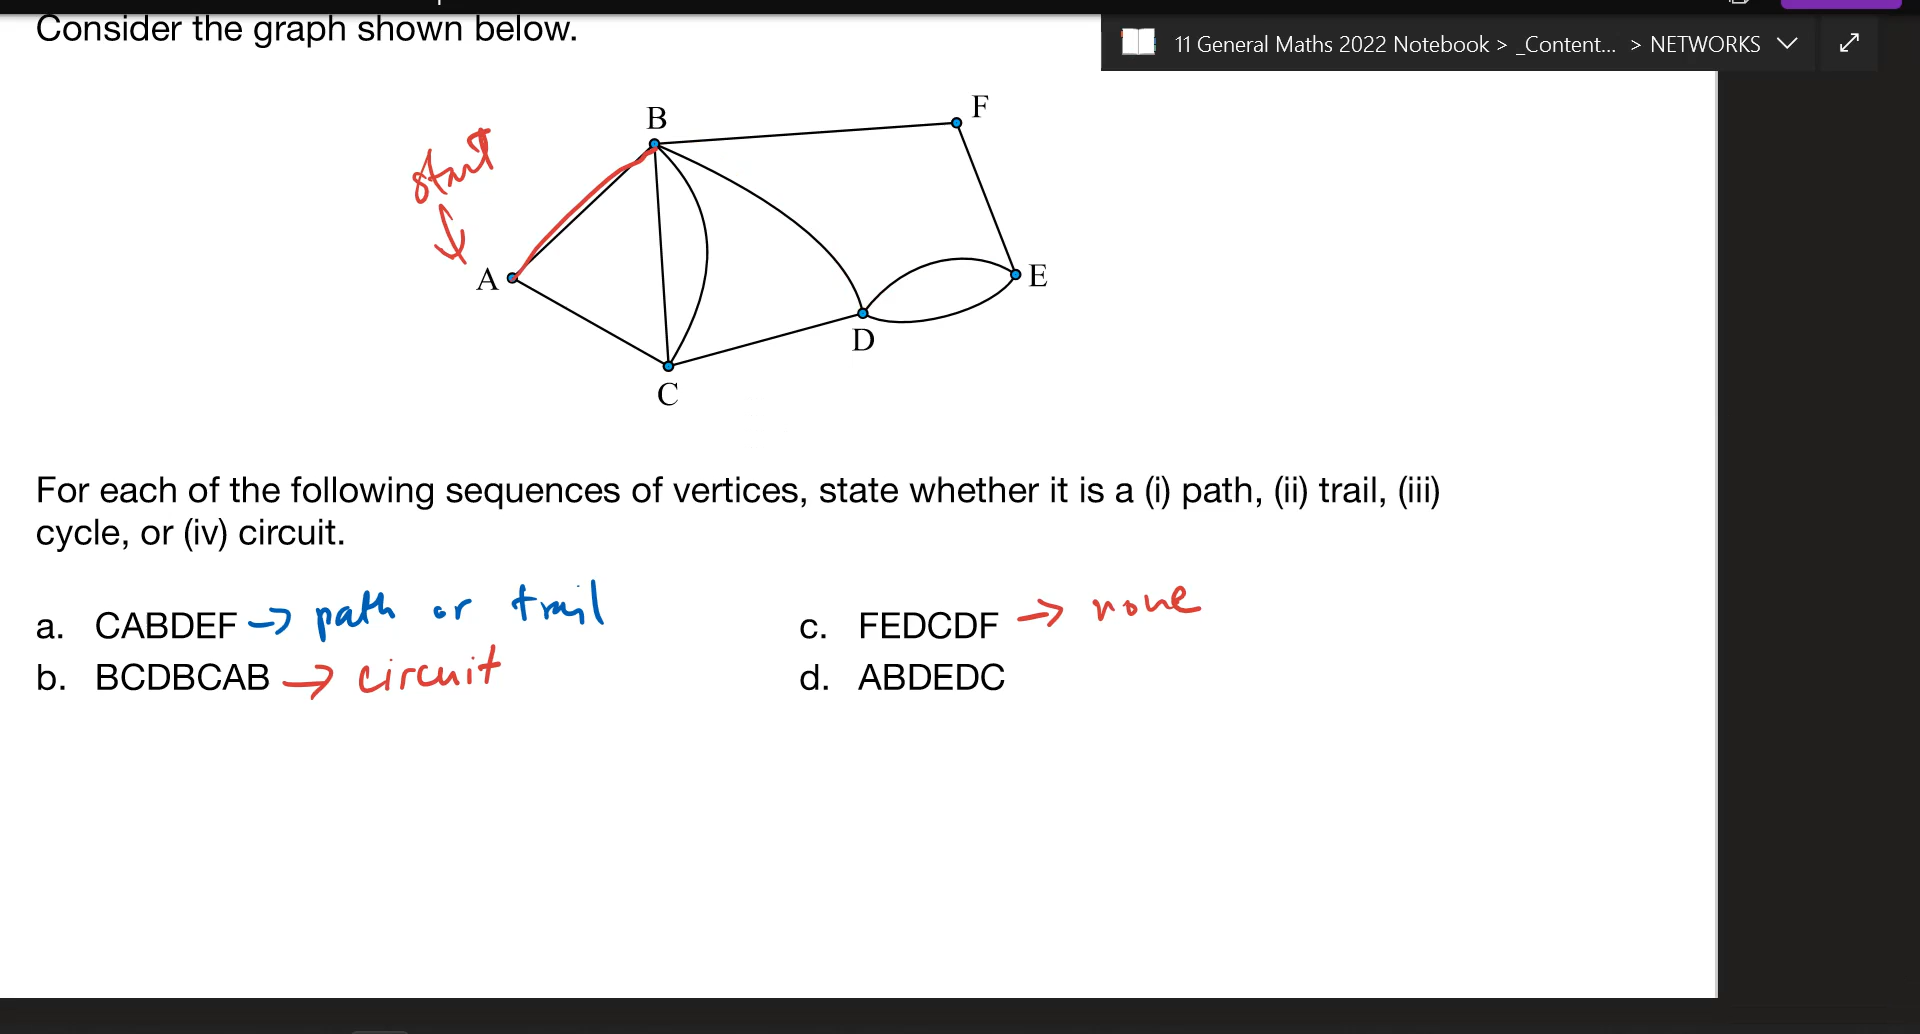 Consider the graph shown below.
11 General Maths 2022 Notebook > _Content... > NETWORKS
B
F
start
A
E
D
C
For each of the following sequences of vertices, state whether it is a (i) path, (ii) trail, (iii)
cycle, or (iv) circuit.
a. CABDEF → path or trail
c. FEDCDF → none
b. BCDBCAB → circuit
d. ABDEDC